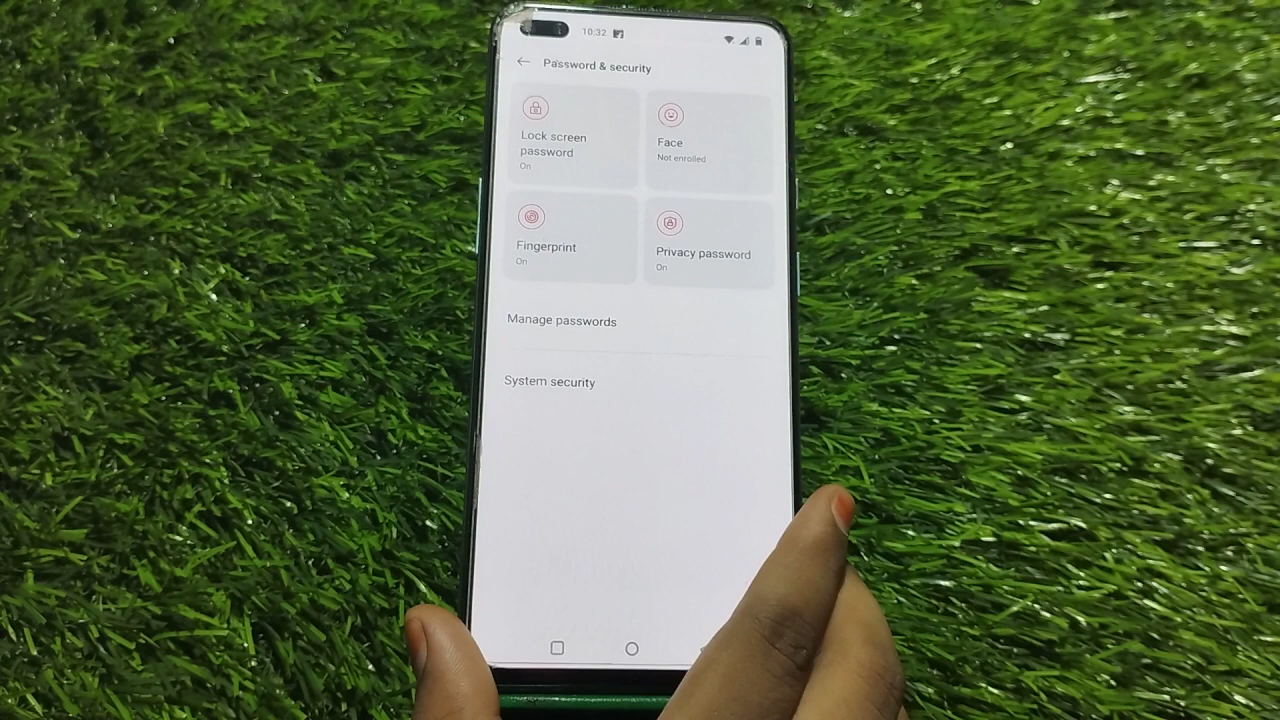 10:32
Password & security
Lock screen
password
On
Face
Not enrolled
Fingerprint
On
Privacy password
On
Manage passwords
System security